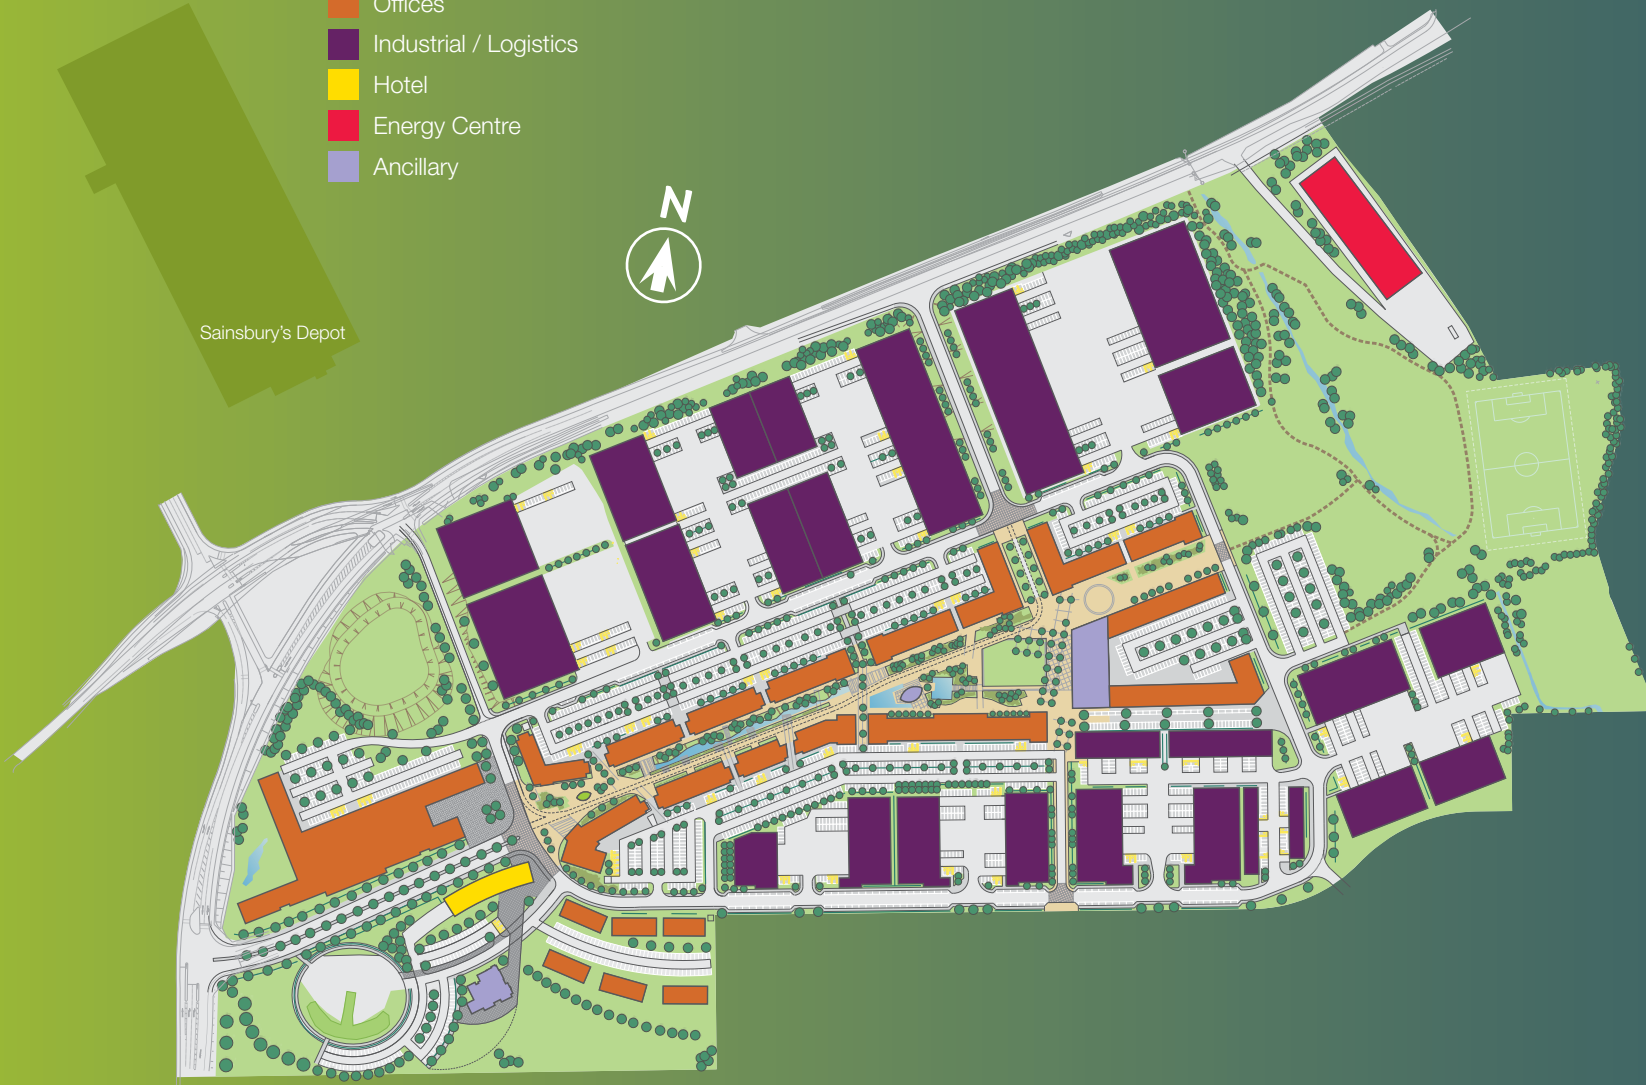 Offices
Industrial / Logistics
Hotel
Energy Centre
Ancillary
N
Sainsbury's Depot